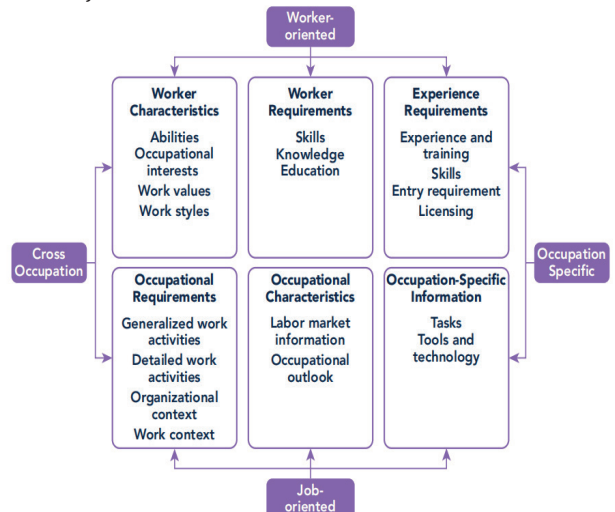 Worker-
oriented
Worker
Characteristics
Abilities
Occupational
interests
Work values
Work styles
Worker
Requirements
Skills
Knowledge
Education
Experience
Requirements
Experience and
training
Skills
Entry requirement
Licensing
Cross
Occupation
Occupation
Specific
Occupational
Requirements
Generalized work
activities
Detailed work
activities
Organizational
context
Work context
Occupational
Characteristics
Labor market
information
Occupational
outlook
Occupation-Specific
Information
Tasks
Tools and
technology
Job-
oriented